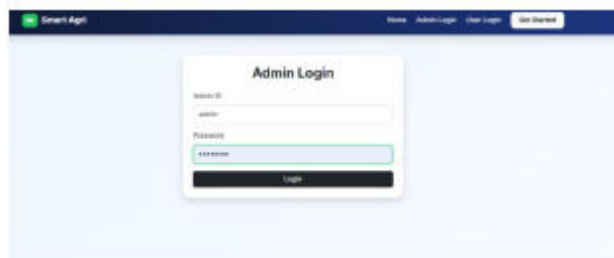 Smart Agri
Home Admin Login User Login Get Started
Admin Login
Admin ID
admin
Password
Login